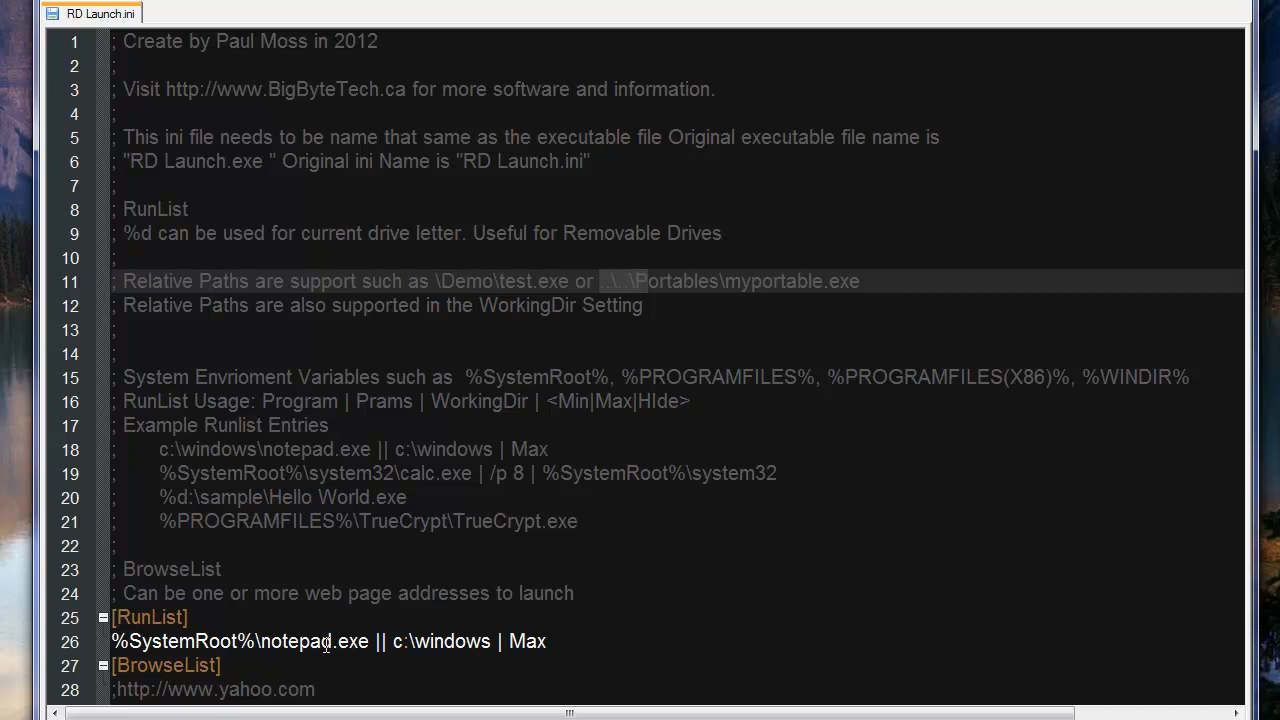 RD Launch.ini
1 ; Create by Paul Moss in 2012
2 ;
3 ; Visit http://www.BigByteTech.ca for more software and information.
4 ;
5 ; This ini file needs to be name that same as the executable file Original executable file name is
6 ; "RD Launch.exe " Original ini Name is "RD Launch.ini"
7 ;
8 ; RunList
9 ; %d can be used for current drive letter. Useful for Removable Drives
10 ;
11 ; Relative Paths are support such as \Demo\test.exe or ..\..\Portables\myportable.exe
12 ; Relative Paths are also supported in the WorkingDir Setting
13 ;
14 ;
15 ; System Envrioment Variables such as  %SystemRoot%, %PROGRAMFILES%, %PROGRAMFILES(X86)%, %WINDIR%
16 ; RunList Usage: Program | Prams | WorkingDir | <Min|Max|HIde>
17 ; Example Runlist Entries
18 ; c:\windows\notepad.exe || c:\windows | Max
19 ; %SystemRoot%\system32\calc.exe | /p 8 | %SystemRoot%\system32
20 ; %d:\sample\Hello World.exe
21 ; %PROGRAMFILES%\TrueCrypt\TrueCrypt.exe
22 ;
23 ; BrowseList
24 ; Can be one or more web page addresses to launch
25 [RunList]
26 %SystemRoot%\notepad.exe || c:\windows | Max
27 [BrowseList]
28 ;http://www.yahoo.com